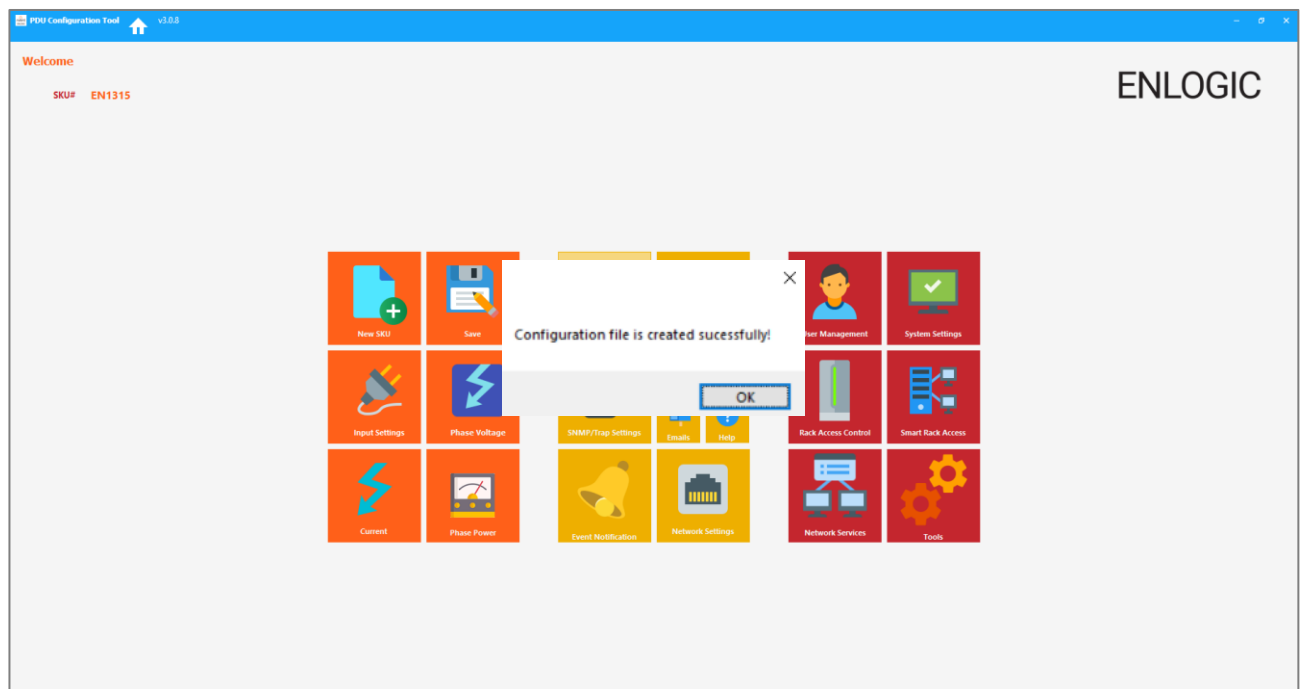 PDU Configuration Tool v3.0.8
Welcome
SKU# EN1315
ENLOGIC
Configuration file is created sucessfully!
OK
New SKU
Save
User Management
System Settings
Input Settings
Phase Voltage
SNMP/Trap Settings
Emails
Help
Rack Access Control
Smart Rack Access
Current
Phase Power
Event Notification
Network Settings
Network Services
Tools